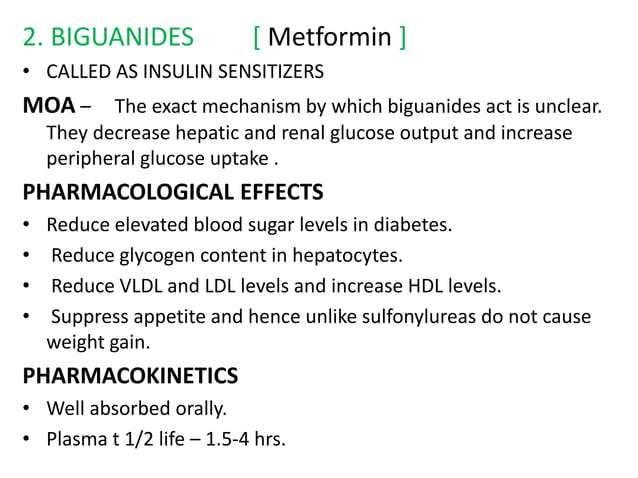 2. BIGUANIDES [ Metformin ]
• CALLED AS INSULIN SENSITIZERS
MOA – The exact mechanism by which biguanides act is unclear.
They decrease hepatic and renal glucose output and increase
peripheral glucose uptake .
PHARMACOLOGICAL EFFECTS
• Reduce elevated blood sugar levels in diabetes.
• Reduce glycogen content in hepatocytes.
• Reduce VLDL and LDL levels and increase HDL levels.
• Suppress appetite and hence unlike sulfonylureas do not cause
weight gain.
PHARMACOKINETICS
• Well absorbed orally.
• Plasma t 1/2 life – 1.5-4 hrs.